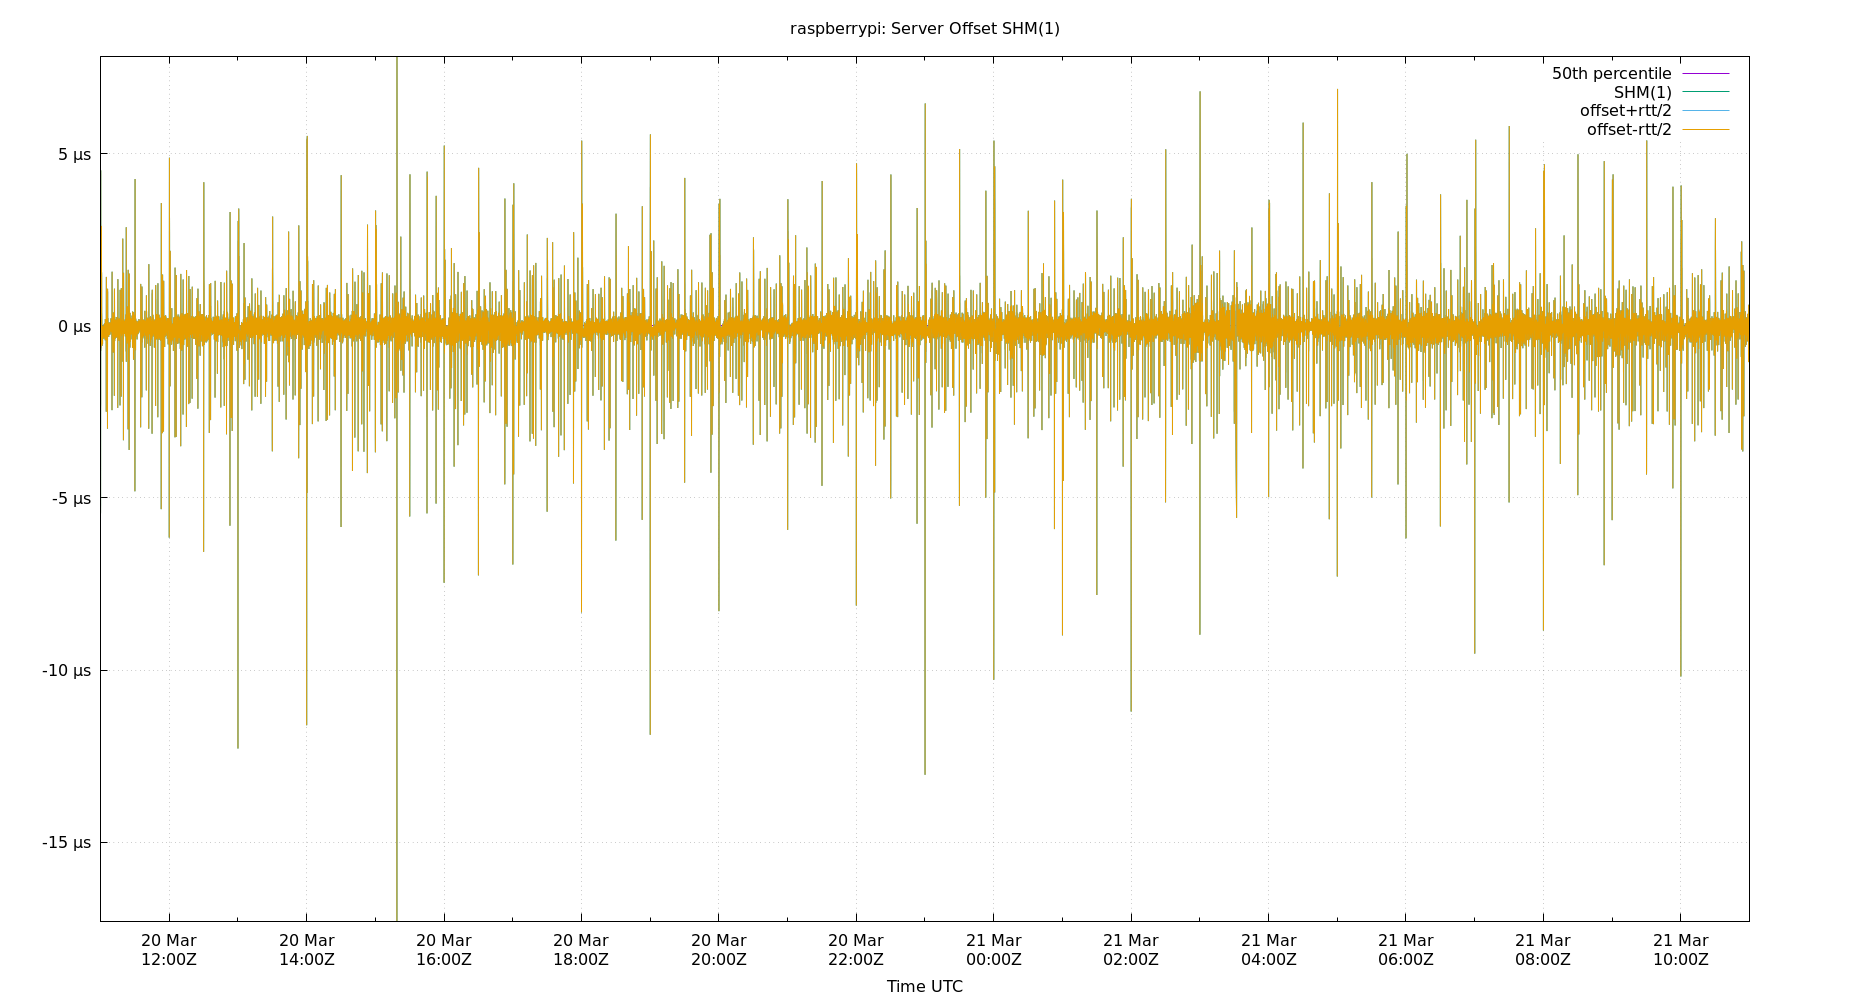 raspberrypi: Server Offset SHM(1)
50th percentile
SHM(1)
offset+rtt/2
offset-rtt/2
5 µs
0 µs
-5 µs
-10 µs
-15 µs
20 Mar 20 Mar 20 Mar 20 Mar 20 Mar 20 Mar 21 Mar 21 Mar 21 Mar 21 Mar 21 Mar 21 Mar
12:00Z 14:00Z 16:00Z 18:00Z 20:00Z 22:00Z 00:00Z 02:00Z 04:00Z 06:00Z 08:00Z 10:00Z
Time UTC